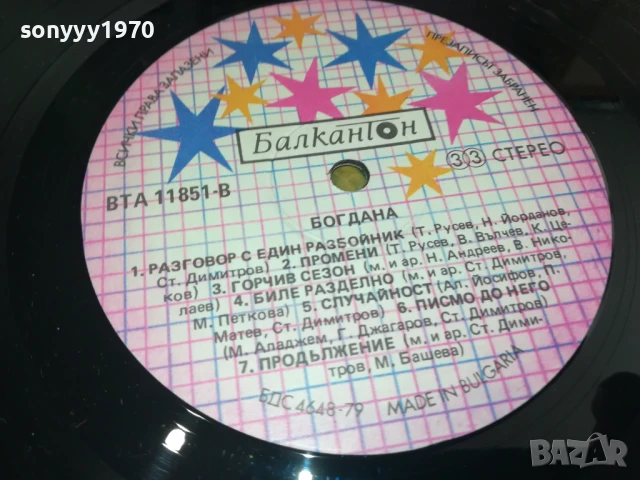 sonyyy1970
ВСИЧКИ ПРАВА ЗАПАЗЕНИ
ПРЕЗАПИСЪТ ЗАБРАНЕН
Балкантон
ВТА 11851-В
33 СТЕРЕО
БОГДАНА
1. РАЗГОВОР С ЕДИН РАЗБОЙНИК (Т. Русев, Н. Йорданов,
Ст. Димитров) 2. ПРОМЕНИ (Т. Русев, В. Вълчев, К. Це-
ков) 3. ГОРЧИВ СЕЗОН (м. и ар. Н. Андреев, В. Нико-
лаев) 4. БИЛЕ РАЗДЕЛНО (м. и ар. Ст. Димитров,
М. Петкова) 5. СЛУЧАЙНОСТ (Ал. Йосифов, П.
Матев, Ст. Димитров) 6. ПИСМО ДО НЕГО
(М. Аладжем, Г. Джагаров, Ст. Димитров)
7. ПРОДЪЛЖЕНИЕ (м. и ар. Ст. Дими-
тров, М. Башева)
БДС 4648-79 MADE IN BULGARIA
BAZAR